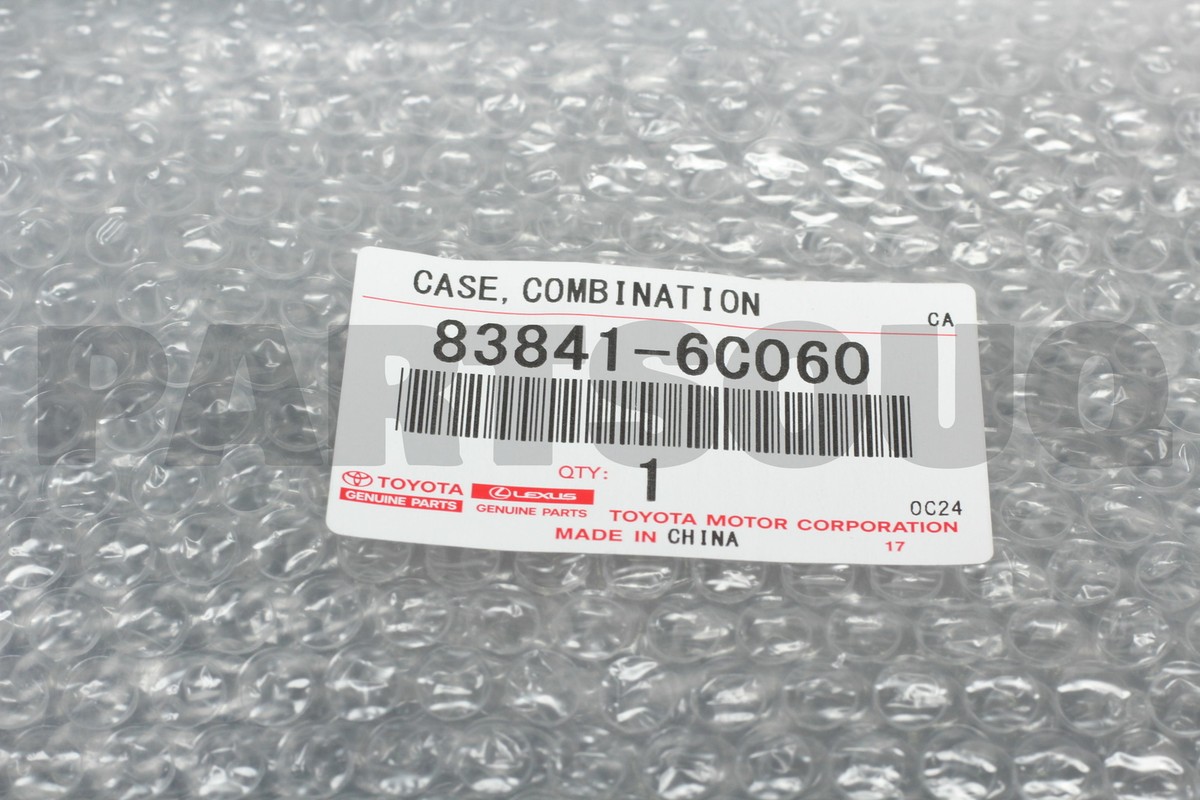 CASE, COMBINATION
CA
83841-6C060
QTY: 1
TOYOTA
GENUINE PARTS
LEXUS
GENUINE PARTS
0C24
TOYOTA MOTOR CORPORATION
MADE IN CHINA
17
PARTSOUQ